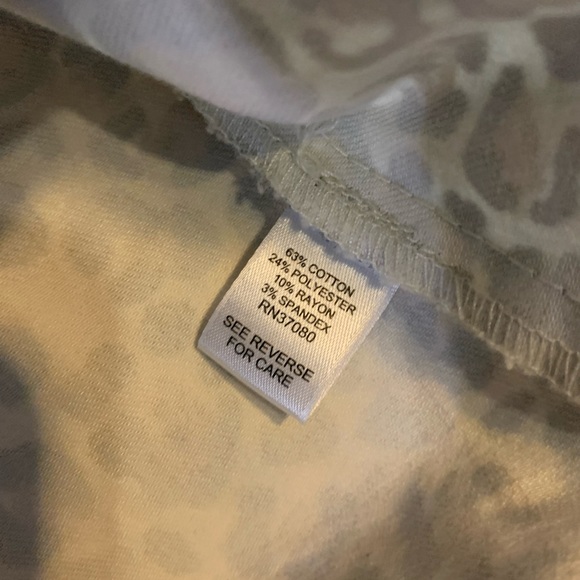 63% COTTON
24% POLYESTER
10% RAYON
3% SPANDEX
RN37080
SEE REVERSE
FOR CARE